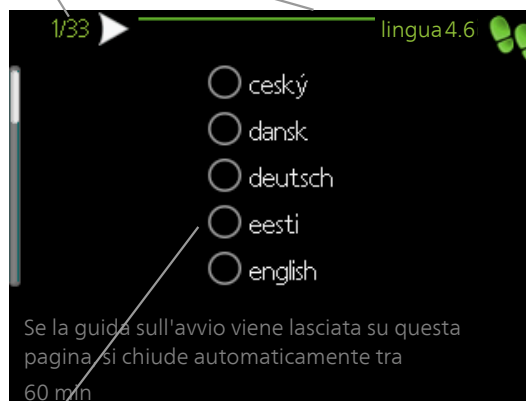 1/33 lingua 4.6
ceský
dansk
deutsch
eesti
english
Se la guida sull'avvio viene lasciata su questa
pagina, si chiude automaticamente tra
60 min